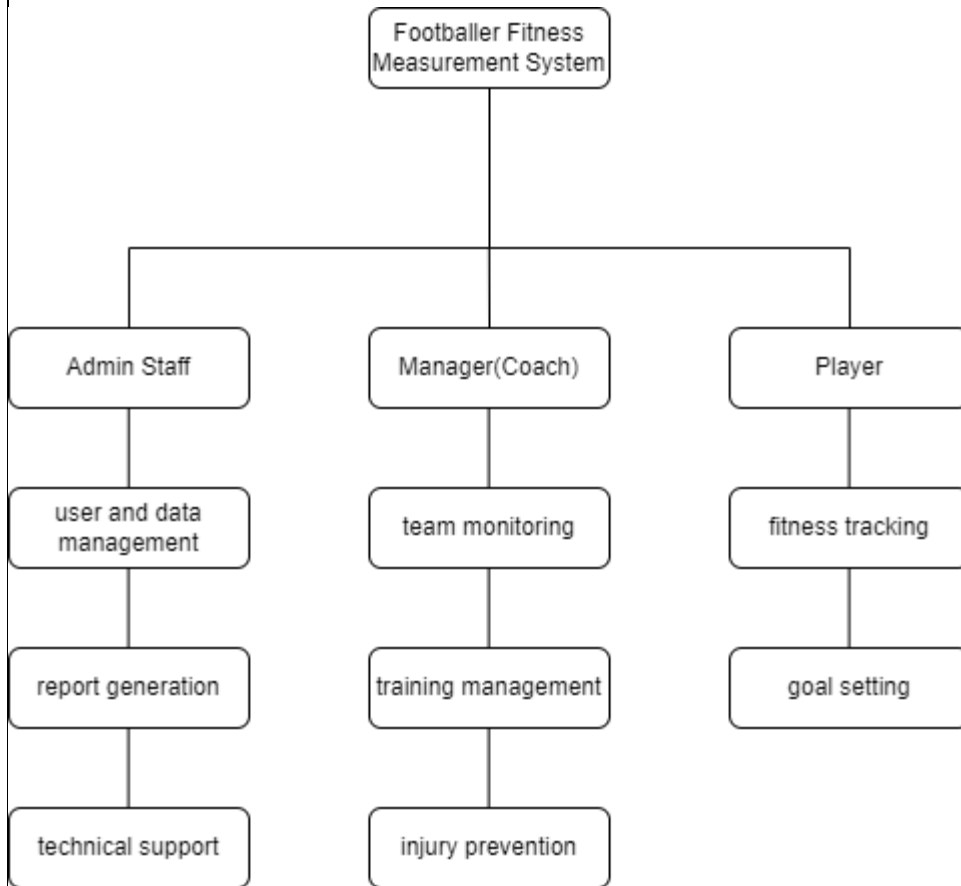 Footballer Fitness
Measurement System
Admin Staff
Manager(Coach)
Player
user and data
management
team monitoring
fitness tracking
report generation
training management
goal setting
technical support
injury prevention